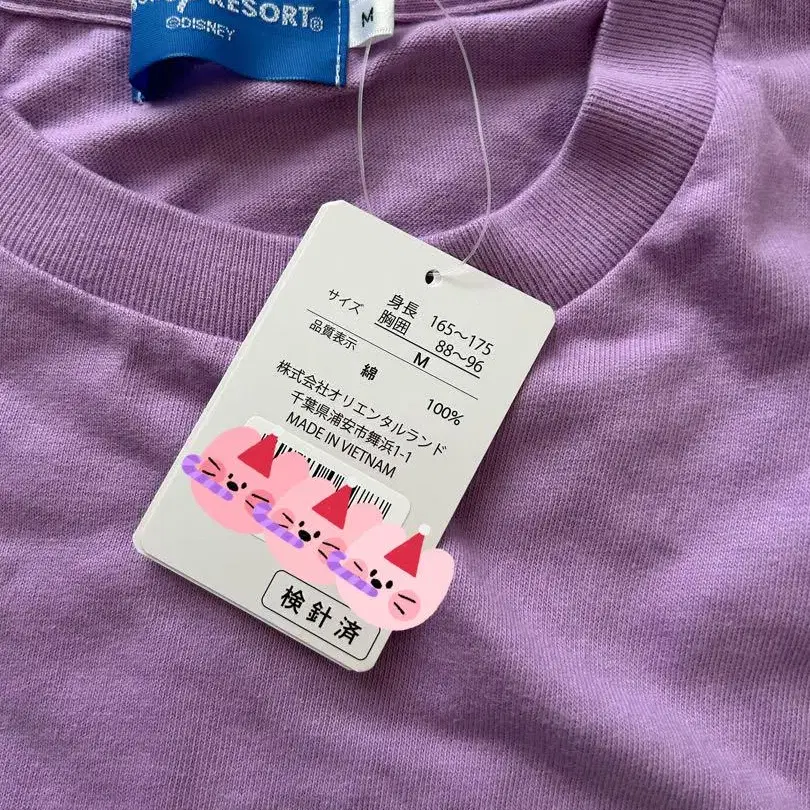 RESORT®
©DISNEY
M
サイズ 身長 165〜175
胸囲 88〜96
M
品質表示
綿 100%
株式会社オリエンタルランド
千葉県浦安市舞浜1-1
MADE IN VIETNAM
検針済